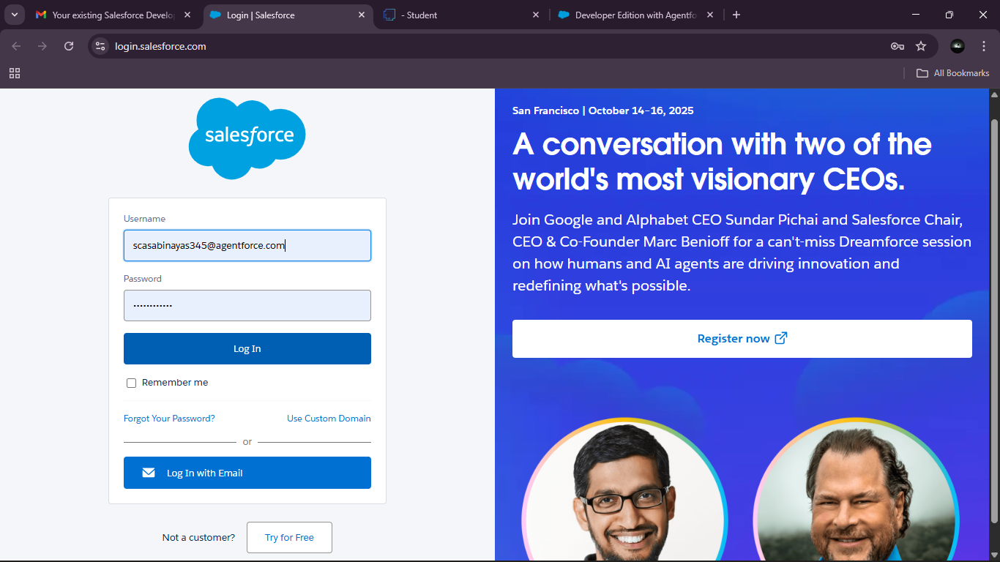 Your existing Salesforce Develo
Login | Salesforce
- Student
Developer Edition with Agentfo
login.salesforce.com
All Bookmarks
salesforce
Username
scasabinayas345@agentforce.com
Password
••••••••••••
Log In
Remember me
Forgot Your Password?
Use Custom Domain
or
Log In with Email
Not a customer?
Try for Free
San Francisco | October 14–16, 2025
A conversation with two of the
world's most visionary CEOs.
Join Google and Alphabet CEO Sundar Pichai and Salesforce Chair,
CEO & Co-Founder Marc Benioff for a can't-miss Dreamforce session
on how humans and AI agents are driving innovation and
redefining what's possible.
Register now